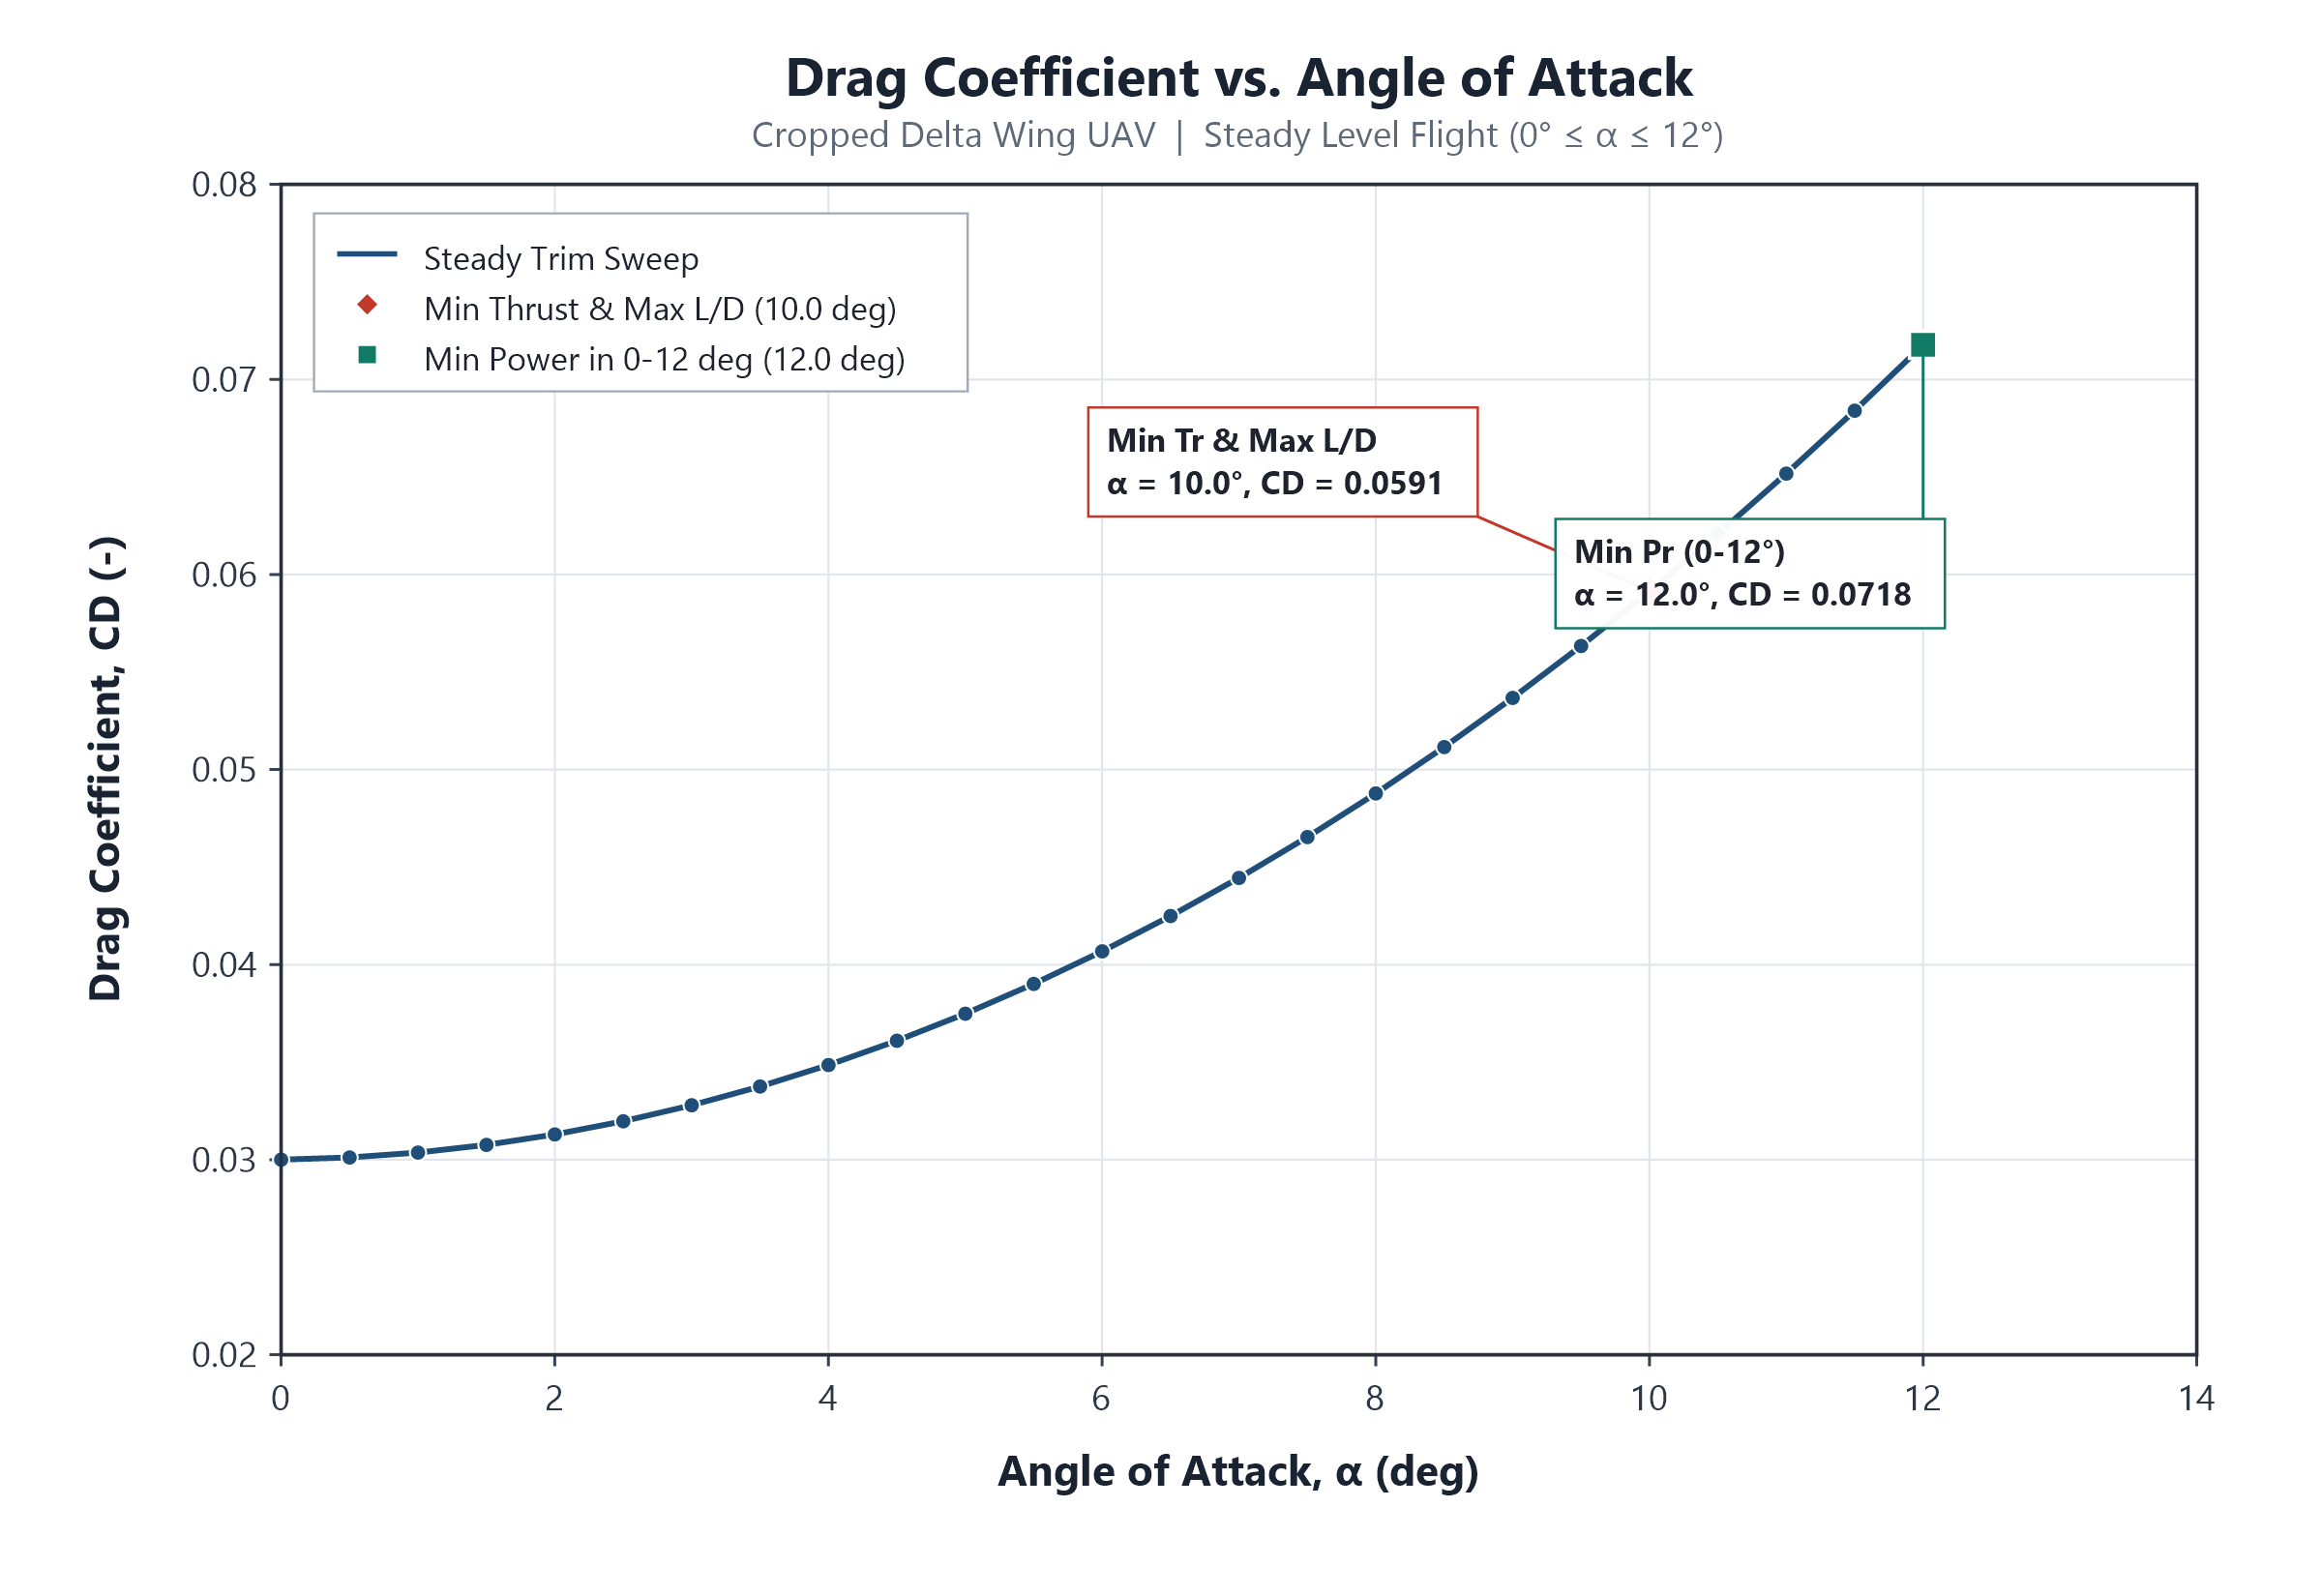 Drag Coefficient vs. Angle of Attack
Cropped Delta Wing UAV | Steady Level Flight (0° ≤ α ≤ 12°)
Steady Trim Sweep
Min Thrust & Max L/D (10.0 deg)
Min Power in 0-12 deg (12.0 deg)
Min Tr & Max L/D
α = 10.0°, CD = 0.0591
Min Pr (0-12°)
α = 12.0°, CD = 0.0718
Drag Coefficient, CD (-)
0.08
0.07
0.06
0.05
0.04
0.03
0.02
0 2 4 6 8 10 12 14
Angle of Attack, α (deg)